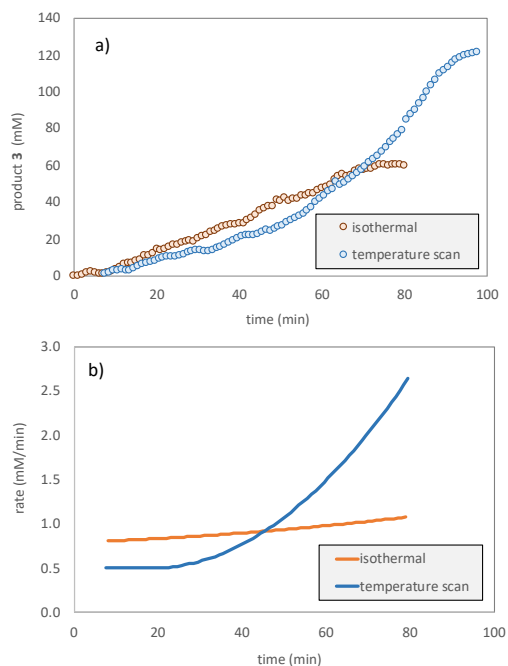 a)
product 3 (mM)
140
120
100
80
60
40
20
0
isothermal
temperature scan
0 20 40 60 80 100
time (min)
b)
rate (mM/min)
3.0
2.5
2.0
1.5
1.0
0.5
0.0
isothermal
temperature scan
0 20 40 60 80 100
time (min)